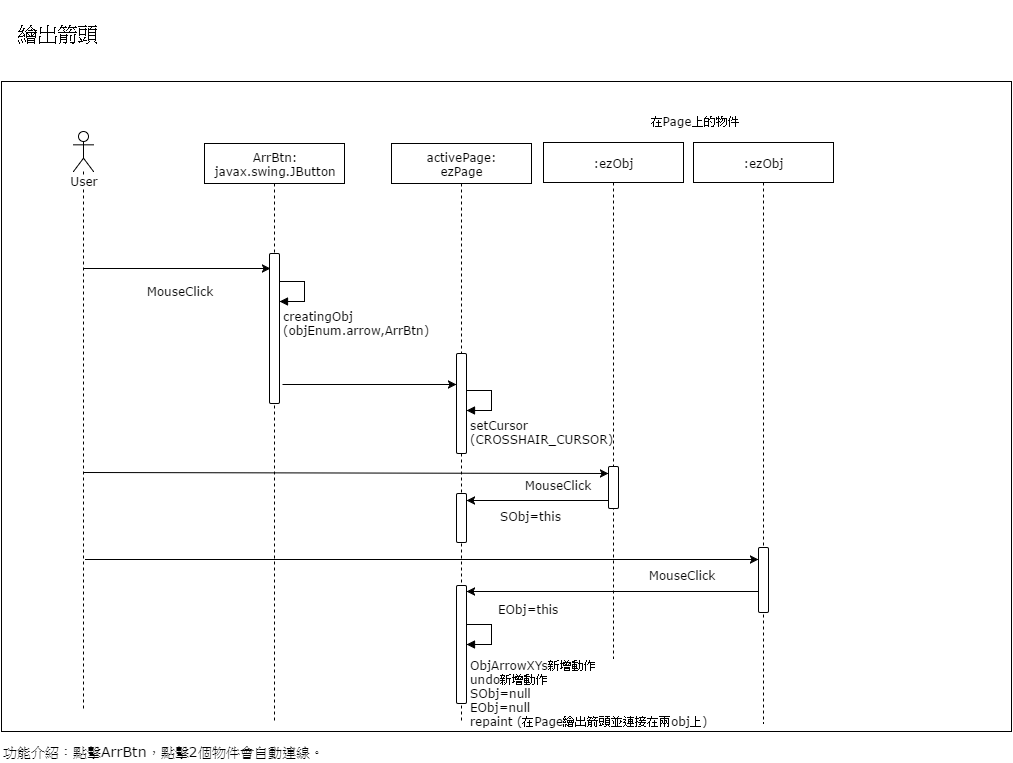 繪出箭頭
在Page上的物件
User
ArrBtn:
javax.swing.JButton
activePage:
ezPage
:ezObj
:ezObj
MouseClick
creatingObj
(objEnum.arrow,ArrBtn)
setCursor
(CROSSHAIR_CURSOR)
MouseClick
SObj=this
MouseClick
EObj=this
ObjArrowXYs新增動作
undo新增動作
SObj=null
EObj=null
repaint (在Page繪出箭頭並連接在兩obj上)
功能介紹：點擊ArrBtn，點擊2個物件會自動連線。